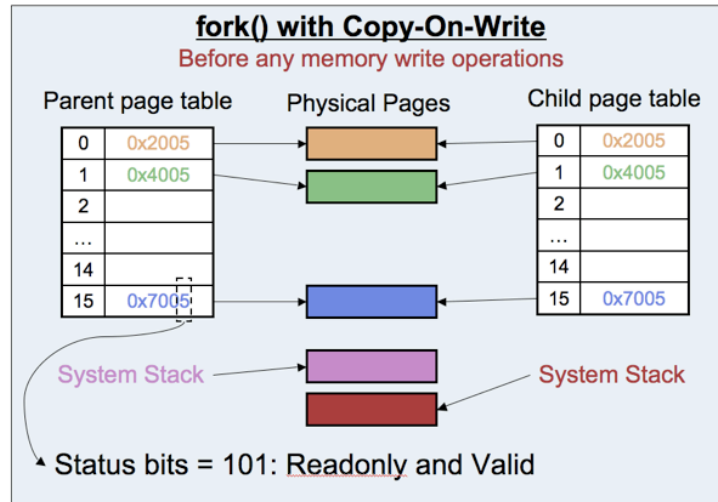 fork() with Copy-On-Write
Before any memory write operations
Parent page table
Physical Pages
Child page table
0 0x2005
1 0x4005
2
...
14
15 0x7005
0 0x2005
1 0x4005
2
...
14
15 0x7005
System Stack
System Stack
Status bits = 101: Readonly and Valid